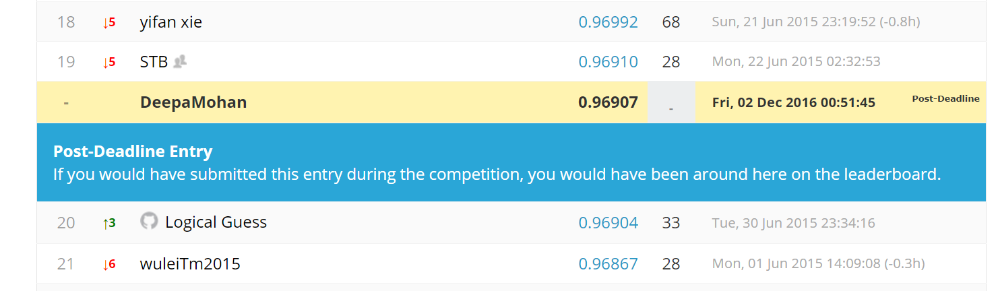 18 ↓5 yifan xie 0.96992 68 Sun, 21 Jun 2015 23:19:52 (-0.8h)
19 ↓5 STB 0.96910 28 Mon, 22 Jun 2015 02:32:53
- DeepaMohan 0.96907 - Fri, 02 Dec 2016 00:51:45 Post-Deadline
Post-Deadline Entry
If you would have submitted this entry during the competition, you would have been around here on the leaderboard.
20 ↑3 Logical Guess 0.96904 33 Tue, 30 Jun 2015 23:34:16
21 ↓6 wuleiTm2015 0.96867 28 Mon, 01 Jun 2015 14:09:08 (-0.3h)